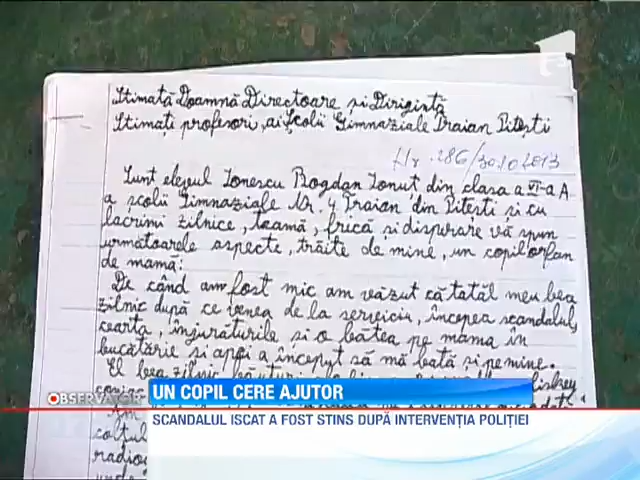 Stimată Doamnă Directoare și Dirigintă
Stimați profesori, ai Școlii Gimnaziale Traian Pitești
Nr. 286/30.10.2013
Sunt elevul Ionescu Bogdan Ionuț din clasa a VI-a A
a școlii Gimnaziale Nr. 4 Traian din Pitești și cu
lacrimi zilnice, teamă, frică și disperare vă spun
următoarele aspecte, trăite de mine, un copil orfan
de mamă:
De când am fost mic am văzut că tatăl meu bea
zilnic după ce venea de la serviciu, începea scandalul,
cearta, înjurăturile și o bătea pe mama în
bucătărie și apoi a început să mă bată și pe mine.
El bea zilnic băuturi
OBSERVATOR
UN COPIL CERE AJUTOR
SCANDALUL ISCAT A FOST STINS DUPĂ INTERVENȚIA POLIȚIEI
colțul